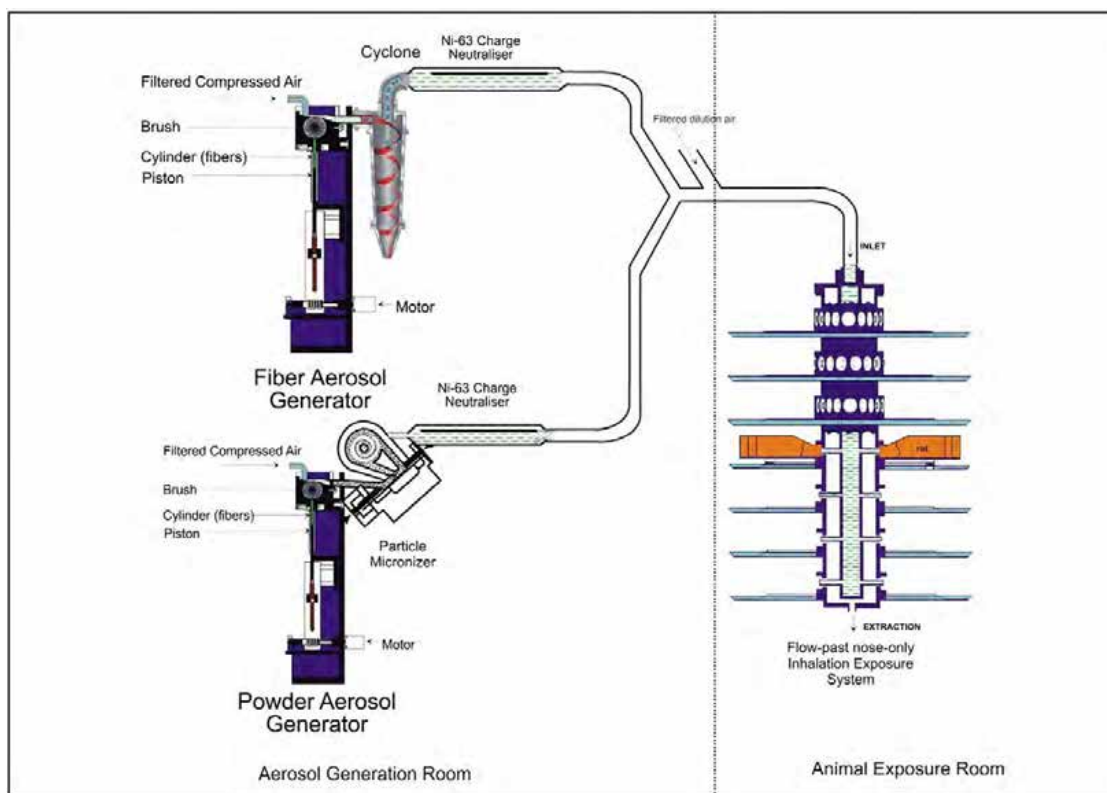 Ni-63 Charge
Neutraliser
Cyclone
Filtered Compressed Air
Brush
Cylinder (fibers)
Piston
Motor
Fiber Aerosol
Generator
Filtered dilution air
INLET
Ni-63 Charge
Neutraliser
Filtered Compressed Air
Brush
Cylinder (fibers)
Piston
Particle
Micronizer
Motor
Powder Aerosol
Generator
EXTRACTION
Flow-past nose-only
Inhalation Exposure
System
Aerosol Generation Room
Animal Exposure Room